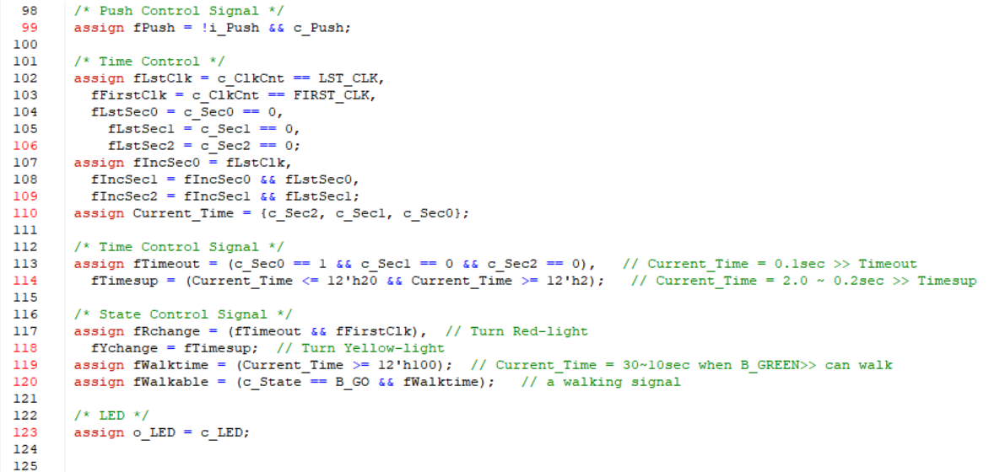 98 /* Push Control Signal */
99 assign fPush = !i_Push && c_Push;
100
101 /* Time Control */
102 assign fLstClk = c_ClkCnt == LST_CLK,
103 fFirstClk = c_ClkCnt == FIRST_CLK,
104 fLstSec0 = c_Sec0 == 0,
105 fLstSec1 = c_Sec1 == 0,
106 fLstSec2 = c_Sec2 == 0;
107 assign fIncSec0 = fLstClk,
108 fIncSec1 = fIncSec0 && fLstSec0,
109 fIncSec2 = fIncSec1 && fLstSec1;
110 assign Current_Time = {c_Sec2, c_Sec1, c_Sec0};
111
112 /* Time Control Signal */
113 assign fTimeout = (c_Sec0 == 1 && c_Sec1 == 0 && c_Sec2 == 0), // Current_Time = 0.1sec >> Timeout
114 fTimesup = (Current_Time <= 12'h20 && Current_Time >= 12'h2); // Current_Time = 2.0 ~ 0.2sec >> Timesup
115
116 /* State Control Signal */
117 assign fRchange = (fTimeout && fFirstClk), // Turn Red-light
118 fYchange = fTimesup; // Turn Yellow-light
119 assign fWalktime = (Current_Time >= 12'h100); // Current_Time = 30~10sec when B_GREEN>> can walk
120 assign fWalkable = (c_State == B_GO && fWalktime); // a walking signal
121
122 /* LED */
123 assign o_LED = c_LED;
124
125